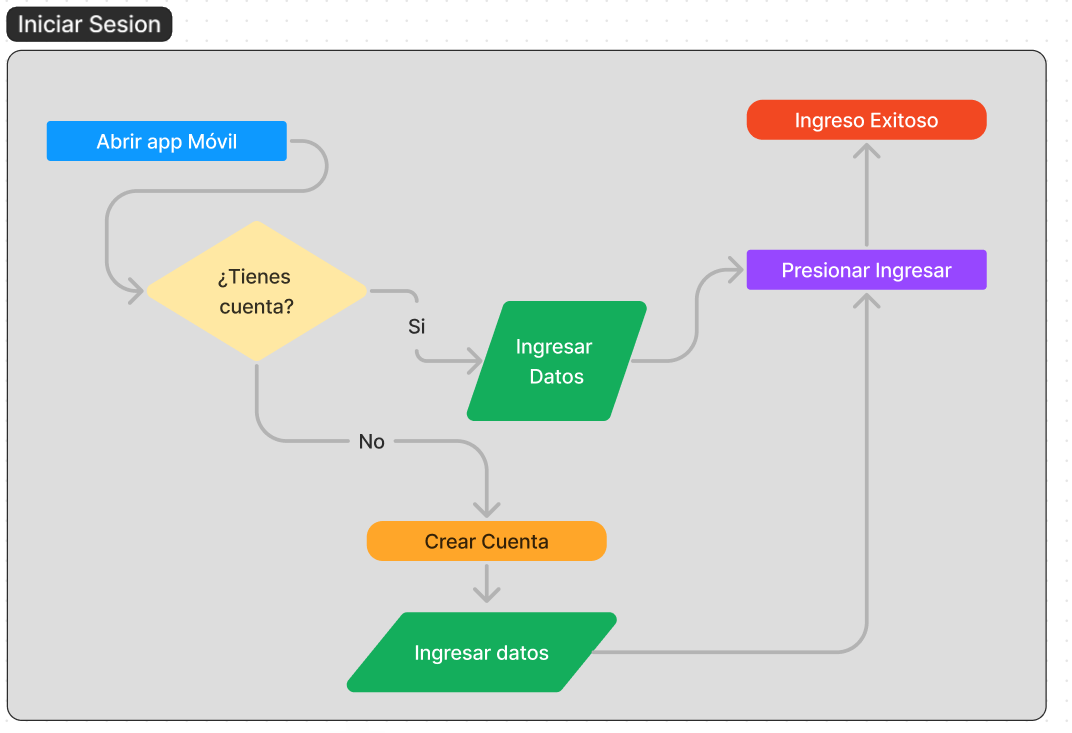 Iniciar Sesion
Abrir app Móvil
Ingreso Exitoso
¿Tienes
cuenta?
Presionar Ingresar
Si
Ingresar
Datos
No
Crear Cuenta
Ingresar datos